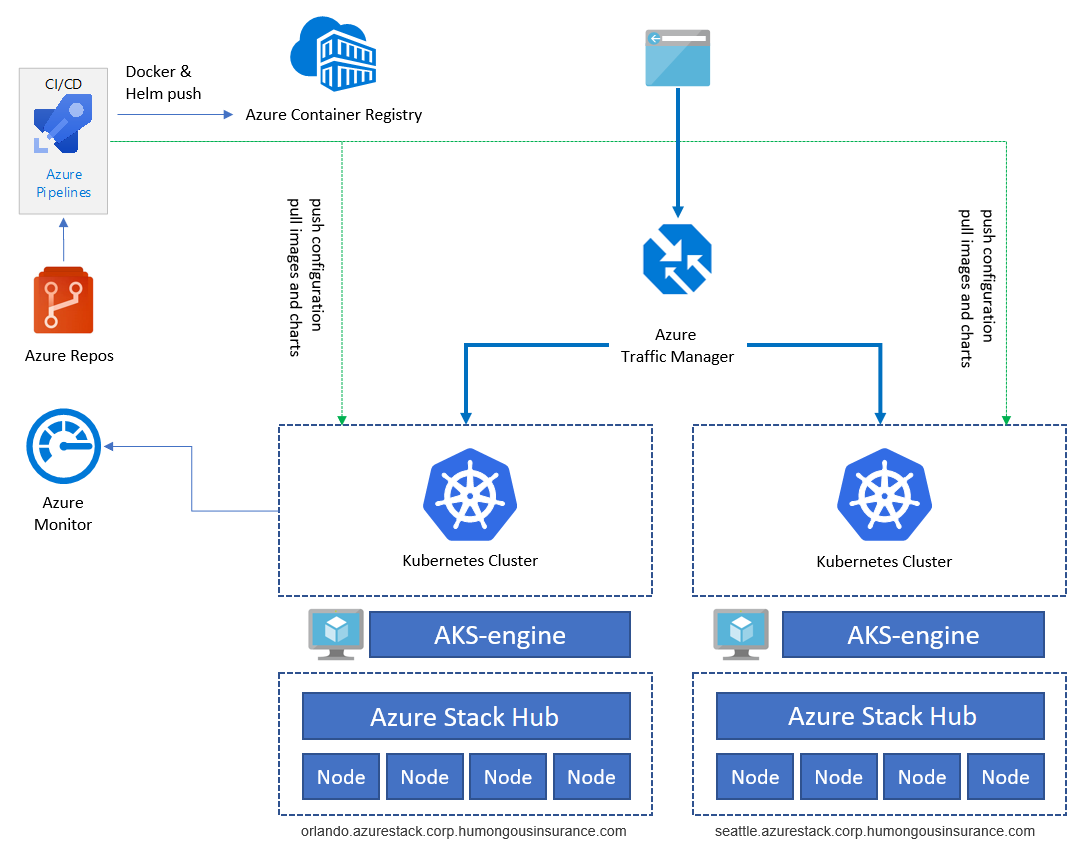 CI/CD
Azure
Pipelines
Docker &
Helm push
Azure Container Registry
Azure Repos
Azure
Monitor
push configuration
pull images and charts
Azure
Traffic Manager
push configuration
pull images and charts
Kubernetes Cluster
Kubernetes Cluster
AKS-engine
AKS-engine
Azure Stack Hub
Node Node Node Node
orlando.azurestack.corp.humongousinsurance.com
Azure Stack Hub
Node Node Node Node
seattle.azurestack.corp.humongousinsurance.com